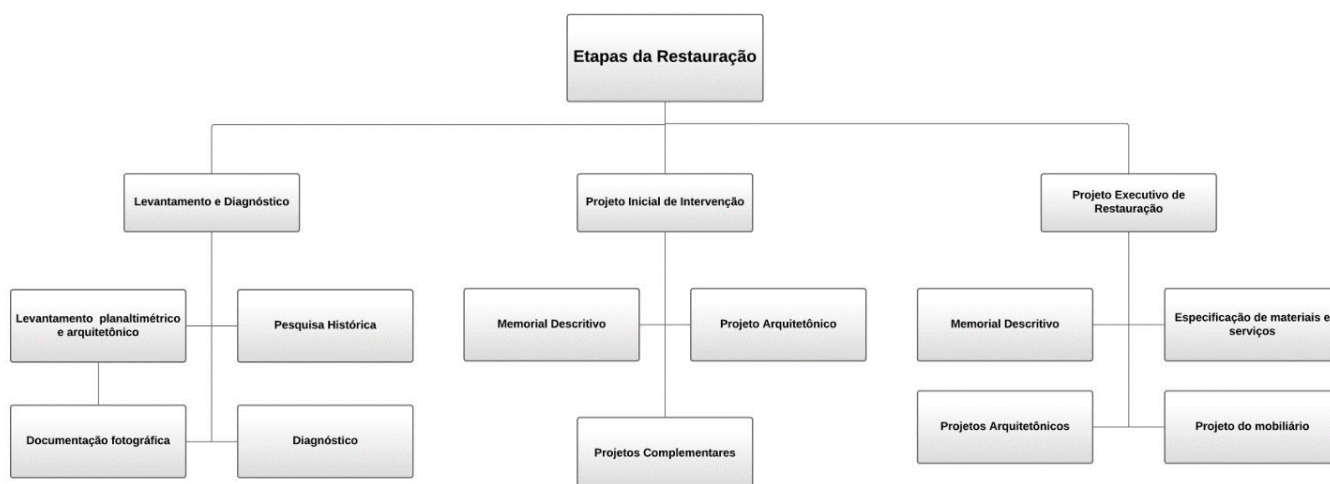 Etapas da Restauração
Levantamento e Diagnóstico
Projeto Inicial de Intervenção
Projeto Executivo de
Restauração
Levantamento planaltimétrico
e arquitetônico
Pesquisa Histórica
Memorial Descritivo
Projeto Arquitetônico
Memorial Descritivo
Especificação de materiais e
serviços
Documentação fotográfica
Diagnóstico
Projetos Complementares
Projetos Arquitetônicos
Projeto do mobiliário